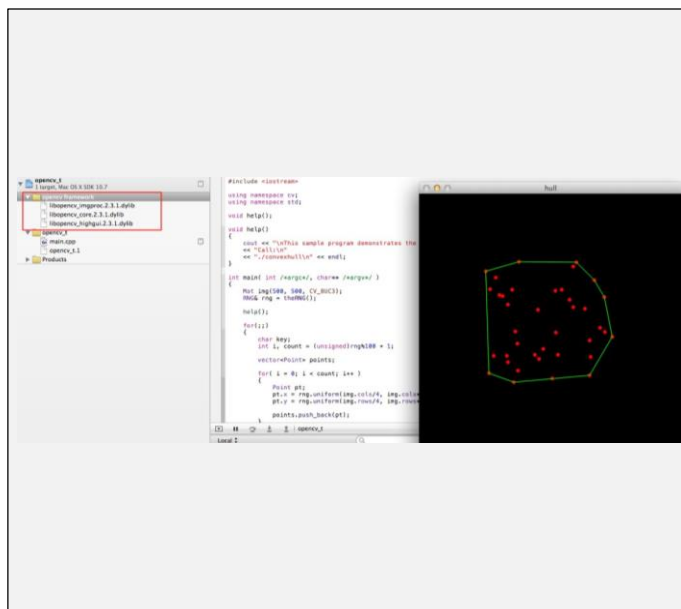 opencv_t
1 target, Mac OS X SDK 10.7
opencv framework
libopencv_imgproc.2.3.1.dylib
libopencv_core.2.3.1.dylib
libopencv_highgui.2.3.1.dylib
opencv_t
main.cpp
opencv_t.1
Products
#include <iostream>
using namespace cv;
using namespace std;
void help();
void help()
{
cout << "\nThis sample program demonstrates the
<< "Call:\n"
<< "./convexhull\n" << endl;
}
int main( int /*argc*/, char** /*argv*/ )
{
Mat img(500, 500, CV_8UC3);
RNG& rng = theRNG();
help();
for(;;)
{
char key;
int i, count = (unsigned)rng%100 + 1;
vector<Point> points;
for( i = 0; i < count; i++ )
{
Point pt;
pt.x = rng.uniform(img.cols/4, img.cols*
pt.y = rng.uniform(img.rows/4, img.rows*
points.push_back(pt);
}
opencv_t
Local
hull